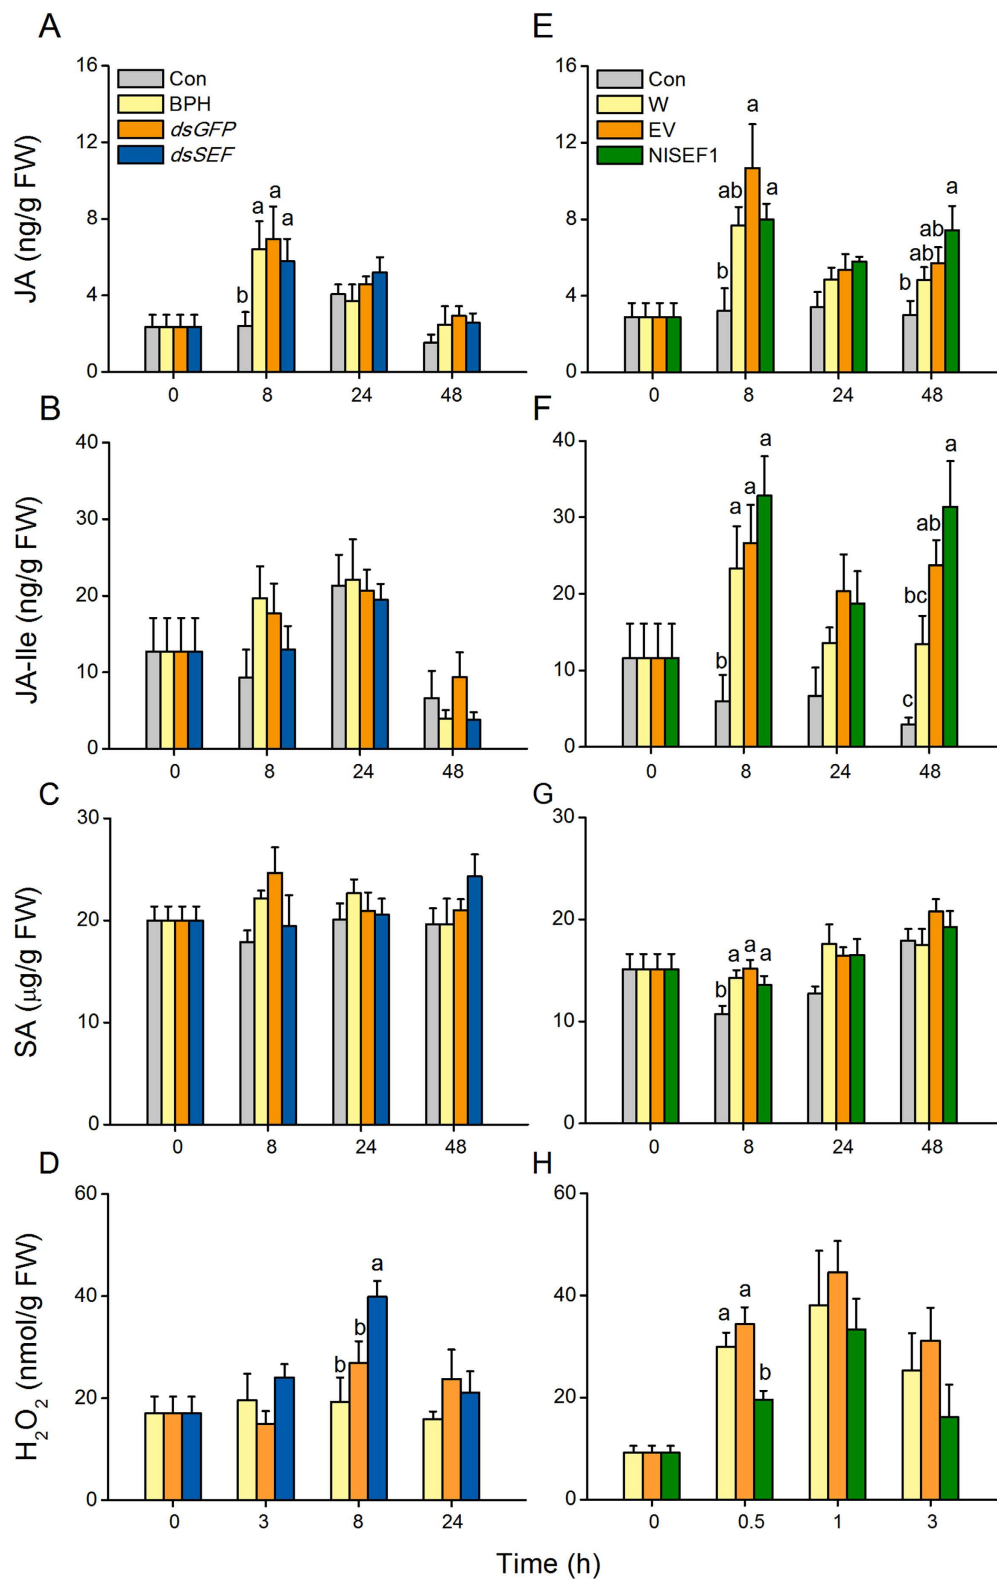 A
JA (ng/g FW)
16
12
8
4
0
Con
BPH
dsGFP
dsSEF
b
a
a
a
0
8
24
48
E
16
12
8
4
0
Con
W
EV
NISEF1
b
ab
a
a
b
ab
ab
a
0
8
24
48
B
JA-Ile (ng/g FW)
40
30
20
10
0
0
8
24
48
F
40
30
20
10
0
b
a
a
a
c
bc
ab
a
0
8
24
48
C
SA (μg/g FW)
30
20
10
0
0
8
24
48
G
30
20
10
0
b
a
a
a
0
8
24
48
D
H₂O₂ (nmol/g FW)
60
40
20
0
b
b
a
0
3
8
24
H
60
40
20
0
a
a
b
0
0.5
1
3
Time (h)